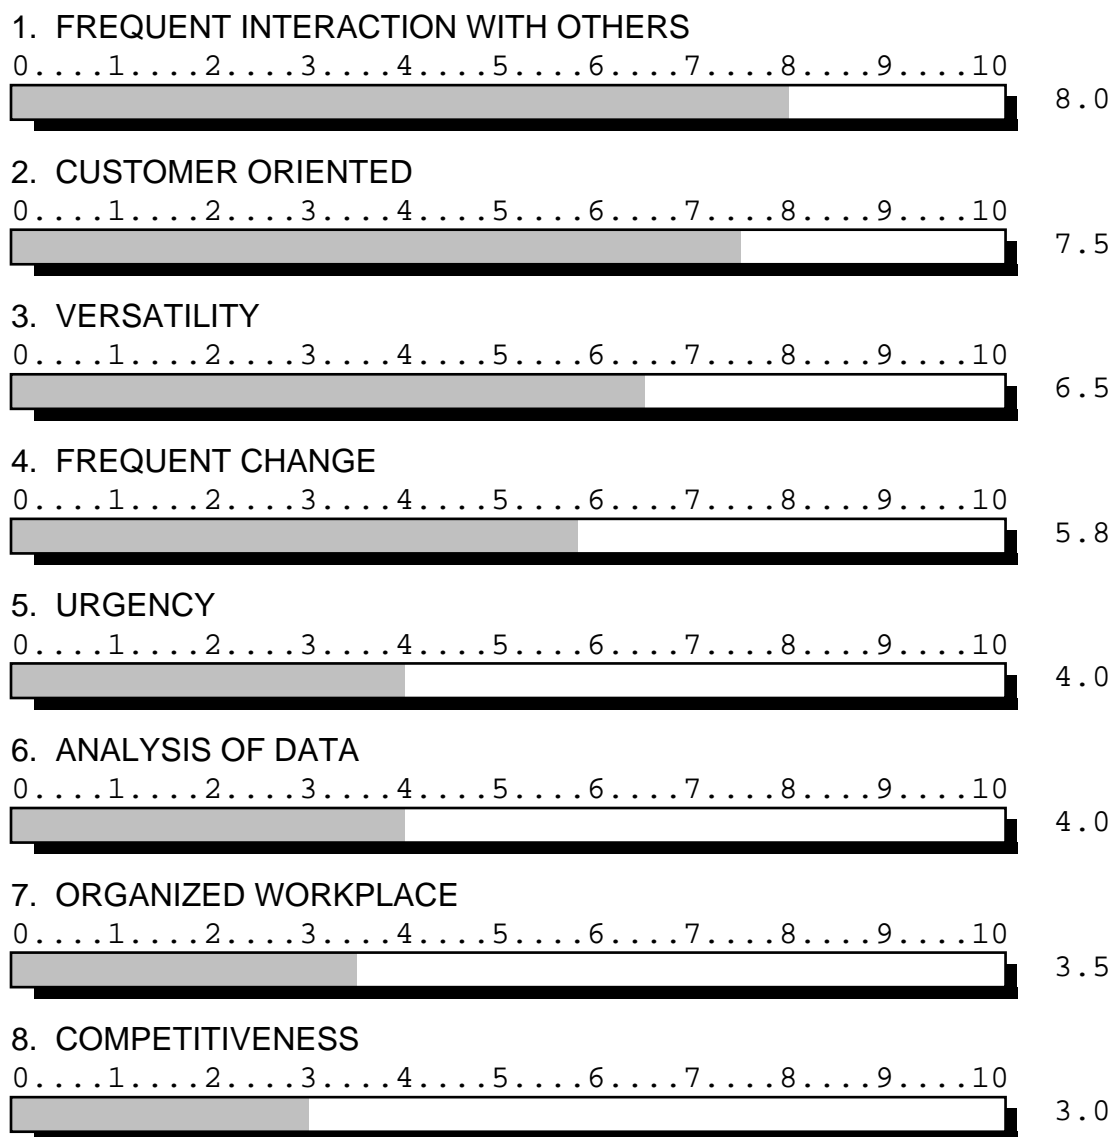 1. FREQUENT INTERACTION WITH OTHERS
0....1....2....3....4....5....6....7....8....9....10
8.0
2. CUSTOMER ORIENTED
0....1....2....3....4....5....6....7....8....9....10
7.5
3. VERSATILITY
0....1....2....3....4....5....6....7....8....9....10
6.5
4. FREQUENT CHANGE
0....1....2....3....4....5....6....7....8....9....10
5.8
5. URGENCY
0....1....2....3....4....5....6....7....8....9....10
4.0
6. ANALYSIS OF DATA
0....1....2....3....4....5....6....7....8....9....10
4.0
7. ORGANIZED WORKPLACE
0....1....2....3....4....5....6....7....8....9....10
3.5
8. COMPETITIVENESS
0....1....2....3....4....5....6....7....8....9....10
3.0